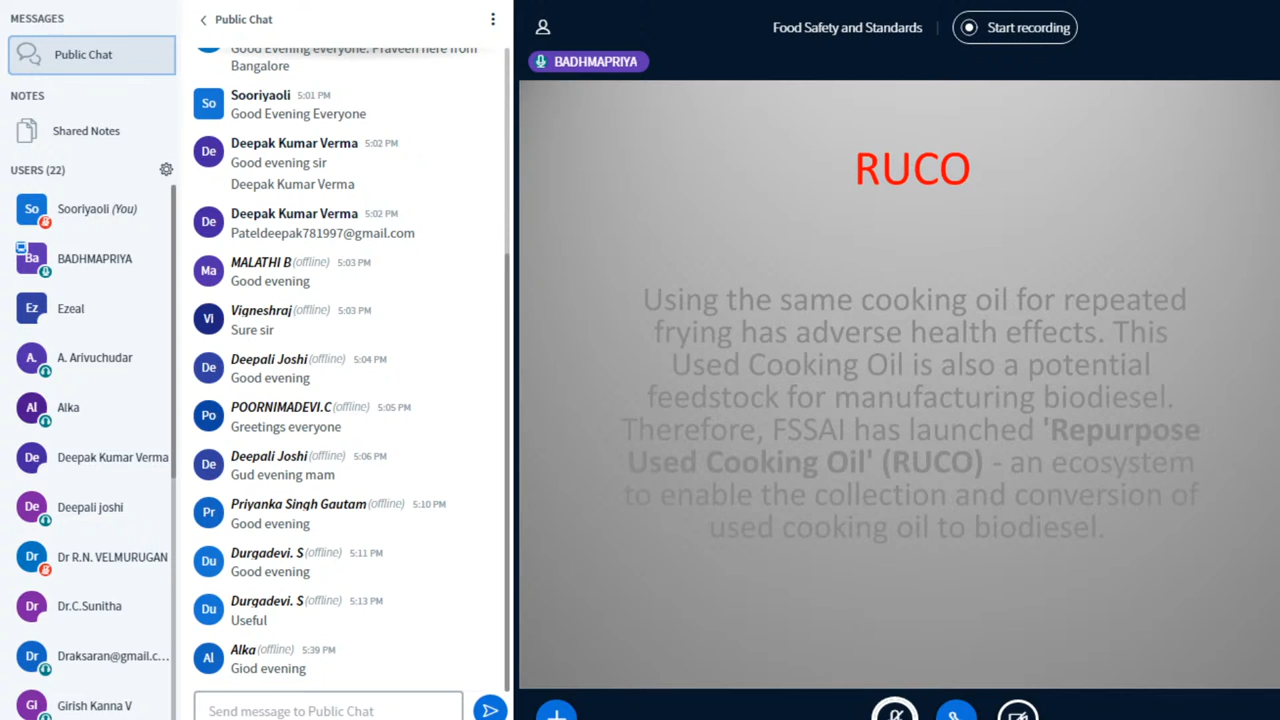 MESSAGES
Public Chat
NOTES
Shared Notes
USERS (22)
So
Sooriyaoli (You)
Ba
BADHMAPRIYA
Ez
Ezeal
A.
A. Arivuchudar
Al
Alka
De
Deepak Kumar Verma
De
Deepali joshi
Dr
Dr R.N. VELMURUGAN
Dr
Dr.C.Sunitha
Dr
Draksaran@gmail.c...
Gi
Girish Kanna V
Public Chat
Good Evening everyone. Praveen here from
Bangalore
So
Sooriyaoli 5:01 PM
Good Evening Everyone
De
Deepak Kumar Verma 5:02 PM
Good evening sir
Deepak Kumar Verma
De
Deepak Kumar Verma 5:02 PM
Pateldeepak781997@gmail.com
Ma
MALATHI B (offline) 5:03 PM
Good evening
Vi
Vigneshraj (offline) 5:03 PM
Sure sir
De
Deepali Joshi (offline) 5:04 PM
Good evening
Po
POORNIMADEVI.C (offline) 5:05 PM
Greetings everyone
De
Deepali Joshi (offline) 5:06 PM
Gud evening mam
Pr
Priyanka Singh Gautam (offline) 5:10 PM
Good evening
Du
Durgadevi. S (offline) 5:11 PM
Good evening
Du
Durgadevi. S (offline) 5:13 PM
Useful
Al
Alka (offline) 5:39 PM
Giod evening
Send message to Public Chat
Food Safety and Standards
Start recording
BADHMAPRIYA
RUCO
Using the same cooking oil for repeated
frying has adverse health effects. This
Used Cooking Oil is also a potential
feedstock for manufacturing biodiesel.
Therefore, FSSAI has launched 'Repurpose
Used Cooking Oil' (RUCO) - an ecosystem
to enable the collection and conversion of
used cooking oil to biodiesel.